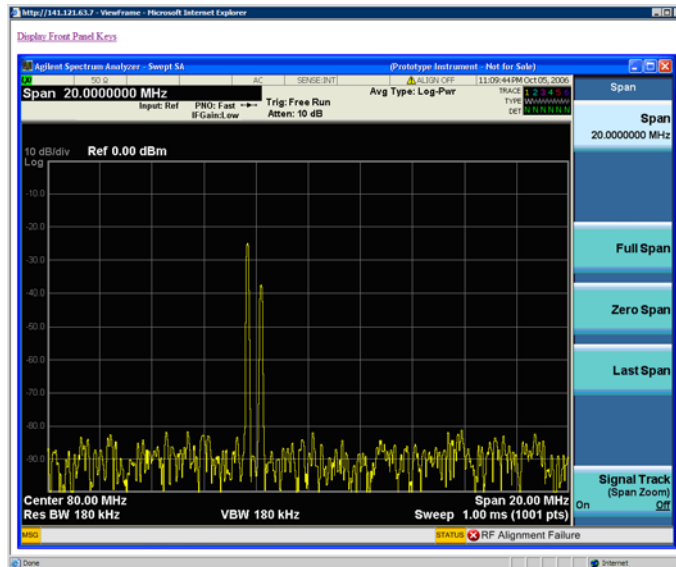 http://141.121.63.7 - Viewframe - Microsoft Internet Explorer
Display Front Panel Keys
Agilent Spectrum Analyzer - Swept SA (Prototype Instrument - Not for Sale)
50 Ω AC SENSE:INT ALIGN OFF 11:09:44 PM Oct 05, 2006
Span 20.0000000 MHz
Input: Ref PNO: Fast Trig: Free Run Avg Type: Log-Pwr
IFGain:Low Atten: 10 dB
TRACE 1 2 3 4 5 6
TYPE
DET N N N N N N
Span
Span
20.0000000 MHz
10 dB/div Ref 0.00 dBm
Log
-10.0
-20.0
-30.0
-40.0
-50.0
-60.0
-70.0
-80.0
-90.0
Full Span
Zero Span
Last Span
Signal Track
(Span Zoom)
On Off
Center 80.00 MHz Span 20.00 MHz
Res BW 180 kHz VBW 180 kHz Sweep 1.00 ms (1001 pts)
MSG STATUS RF Alignment Failure
Done Internet